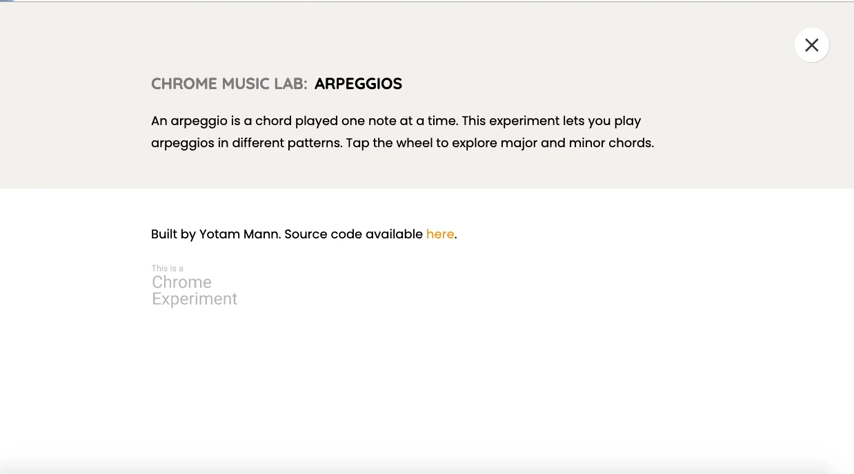 CHROME MUSIC LAB: ARPEGGIOS
An arpeggio is a chord played one note at a time. This experiment lets you play
arpeggios in different patterns. Tap the wheel to explore major and minor chords.
Built by Yotam Mann. Source code available here.
This is a
Chrome
Experiment